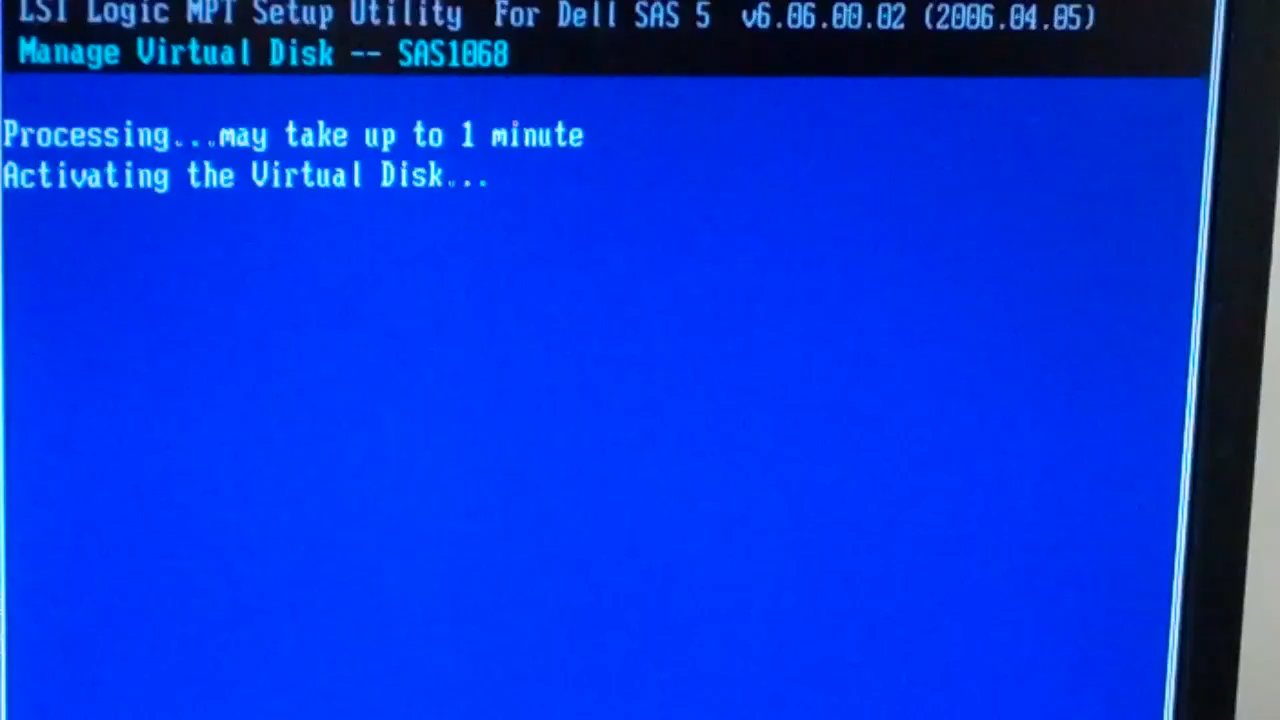 LSI Logic MPT Setup Utility For Dell SAS 5 v6.06.00.02 (2006.04.05)
Manage Virtual Disk -- SAS1068
Processing...may take up to 1 minute
Activating the Virtual Disk...